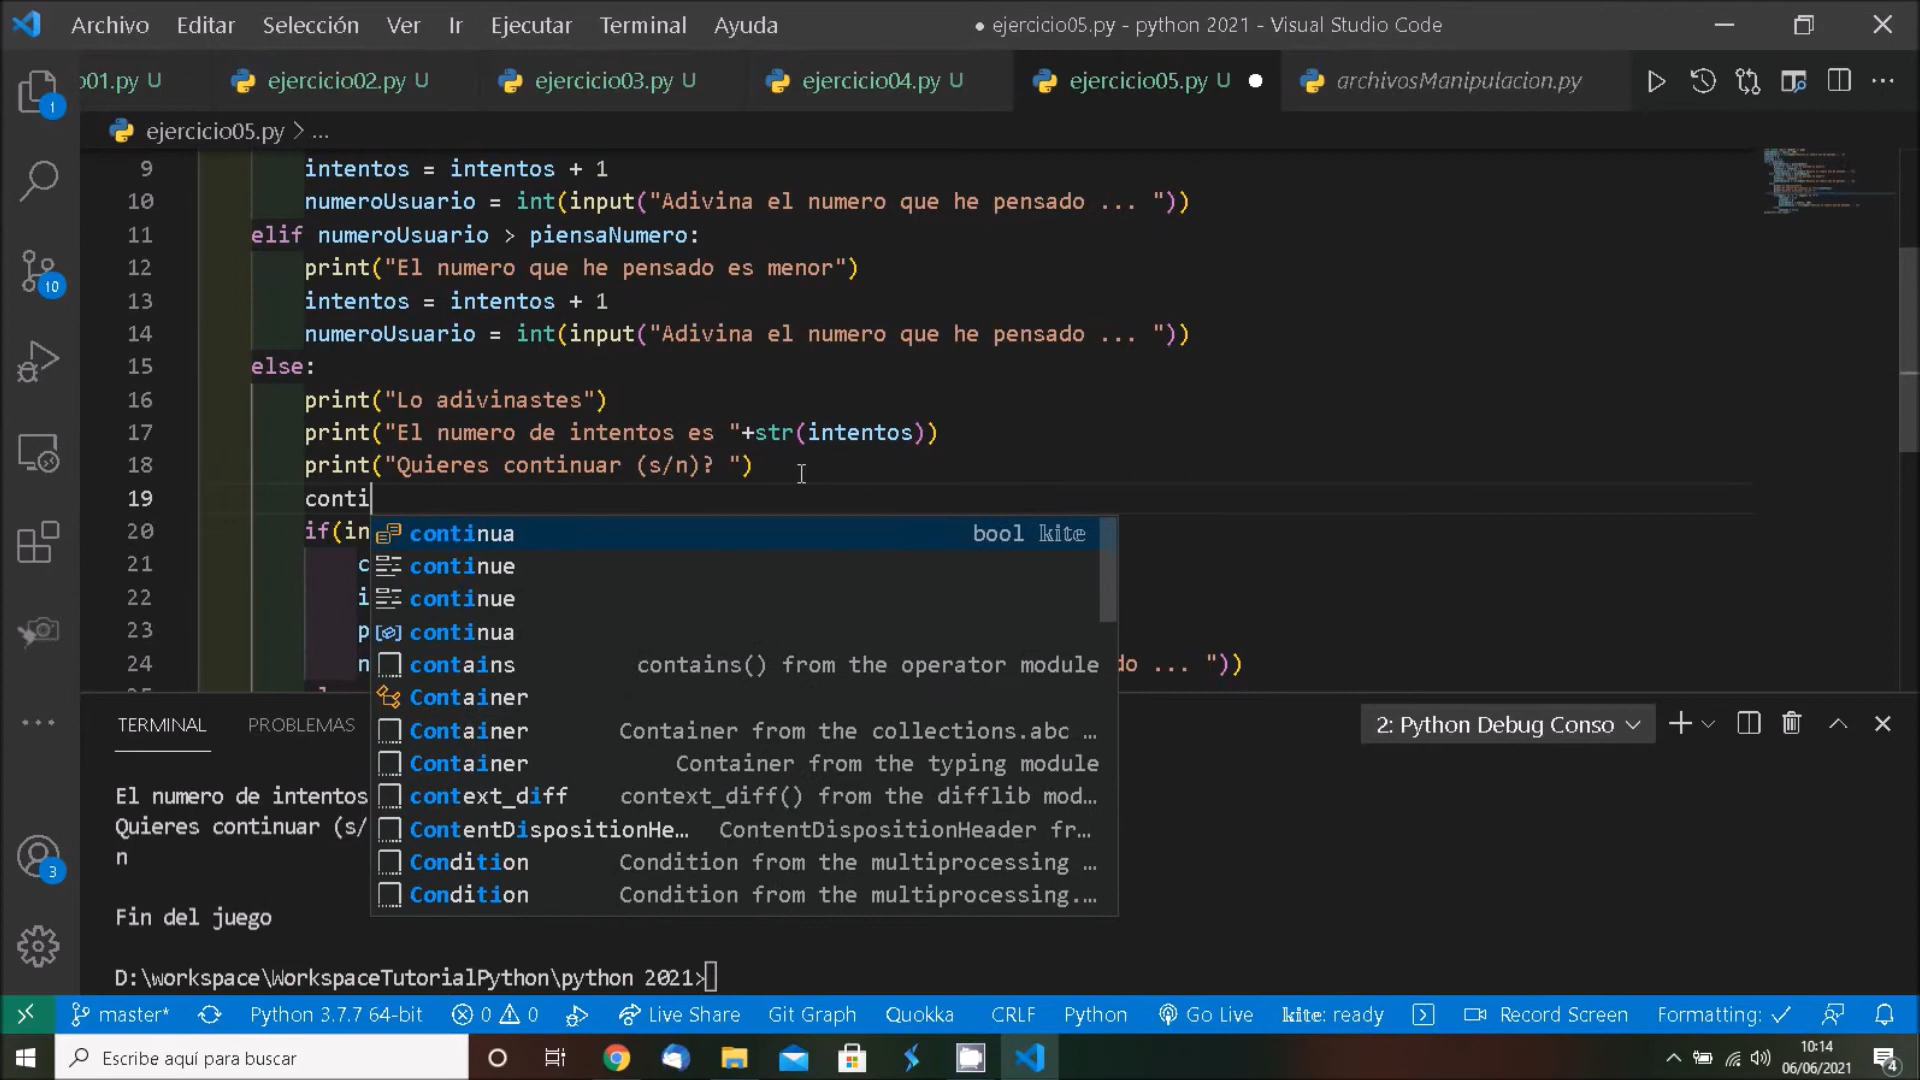 Archivo Editar Selección Ver Ir Ejecutar Terminal Ayuda ● ejercicio05.py - python 2021 - Visual Studio Code
o01.py U ejercicio02.py U ejercicio03.py U ejercicio04.py U ejercicio05.py U archivosManipulacion.py
ejercicio05.py > ...
9 intentos = intentos + 1
10 numeroUsuario = int(input("Adivina el numero que he pensado ... "))
11 elif numeroUsuario > piensaNumero:
12 print("El numero que he pensado es menor")
13 intentos = intentos + 1
14 numeroUsuario = int(input("Adivina el numero que he pensado ... "))
15 else:
16 print("Lo adivinastes")
17 print("El numero de intentos es "+str(intentos))
18 print("Quieres continuar (s/n)? ")
19 conti
20 if(in
continua bool kite
21 c
continue
22 i
continue
23 p
continua
24 n
contains contains() from the operator module
do ... "))
Container
Container Container from the collections.abc ...
Container Container from the typing module
context_diff context_diff() from the difflib mod...
ContentDispositionHe... ContentDispositionHeader fr...
Condition Condition from the multiprocessing ...
Condition Condition from the multiprocessing....
TERMINAL PROBLEMAS 2: Python Debug Conso
El numero de intentos
Quieres continuar (s/
n
Fin del juego
D:\workspace\WorkspaceTutorialPython\python 2021>
1
10
3
master* Python 3.7.7 64-bit 0 0 Live Share Git Graph Quokka CRLF Python Go Live kite: ready Record Screen Formatting: ✓
Escribe aquí para buscar
10:14
06/06/2021
4